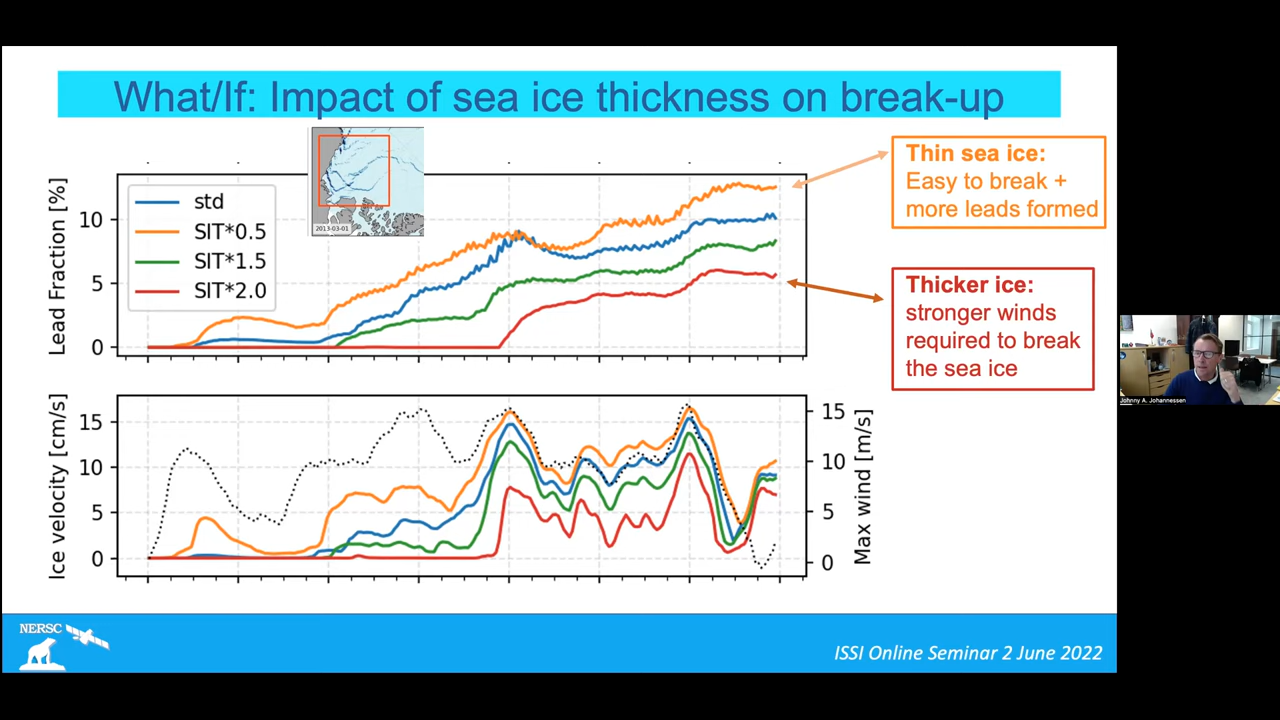 What/If: Impact of sea ice thickness on break-up
2013-03-01
Lead Fraction [%]
10
5
0
std
SIT*0.5
SIT*1.5
SIT*2.0
Thin sea ice:
Easy to break +
more leads formed
Thicker ice:
stronger winds
required to break
the sea ice
Ice velocity [cm/s]
15
10
5
0
15
10
5
0
Max wind [m/s]
Johnny A. Johannessen
NERSC
ISSI Online Seminar 2 June 2022